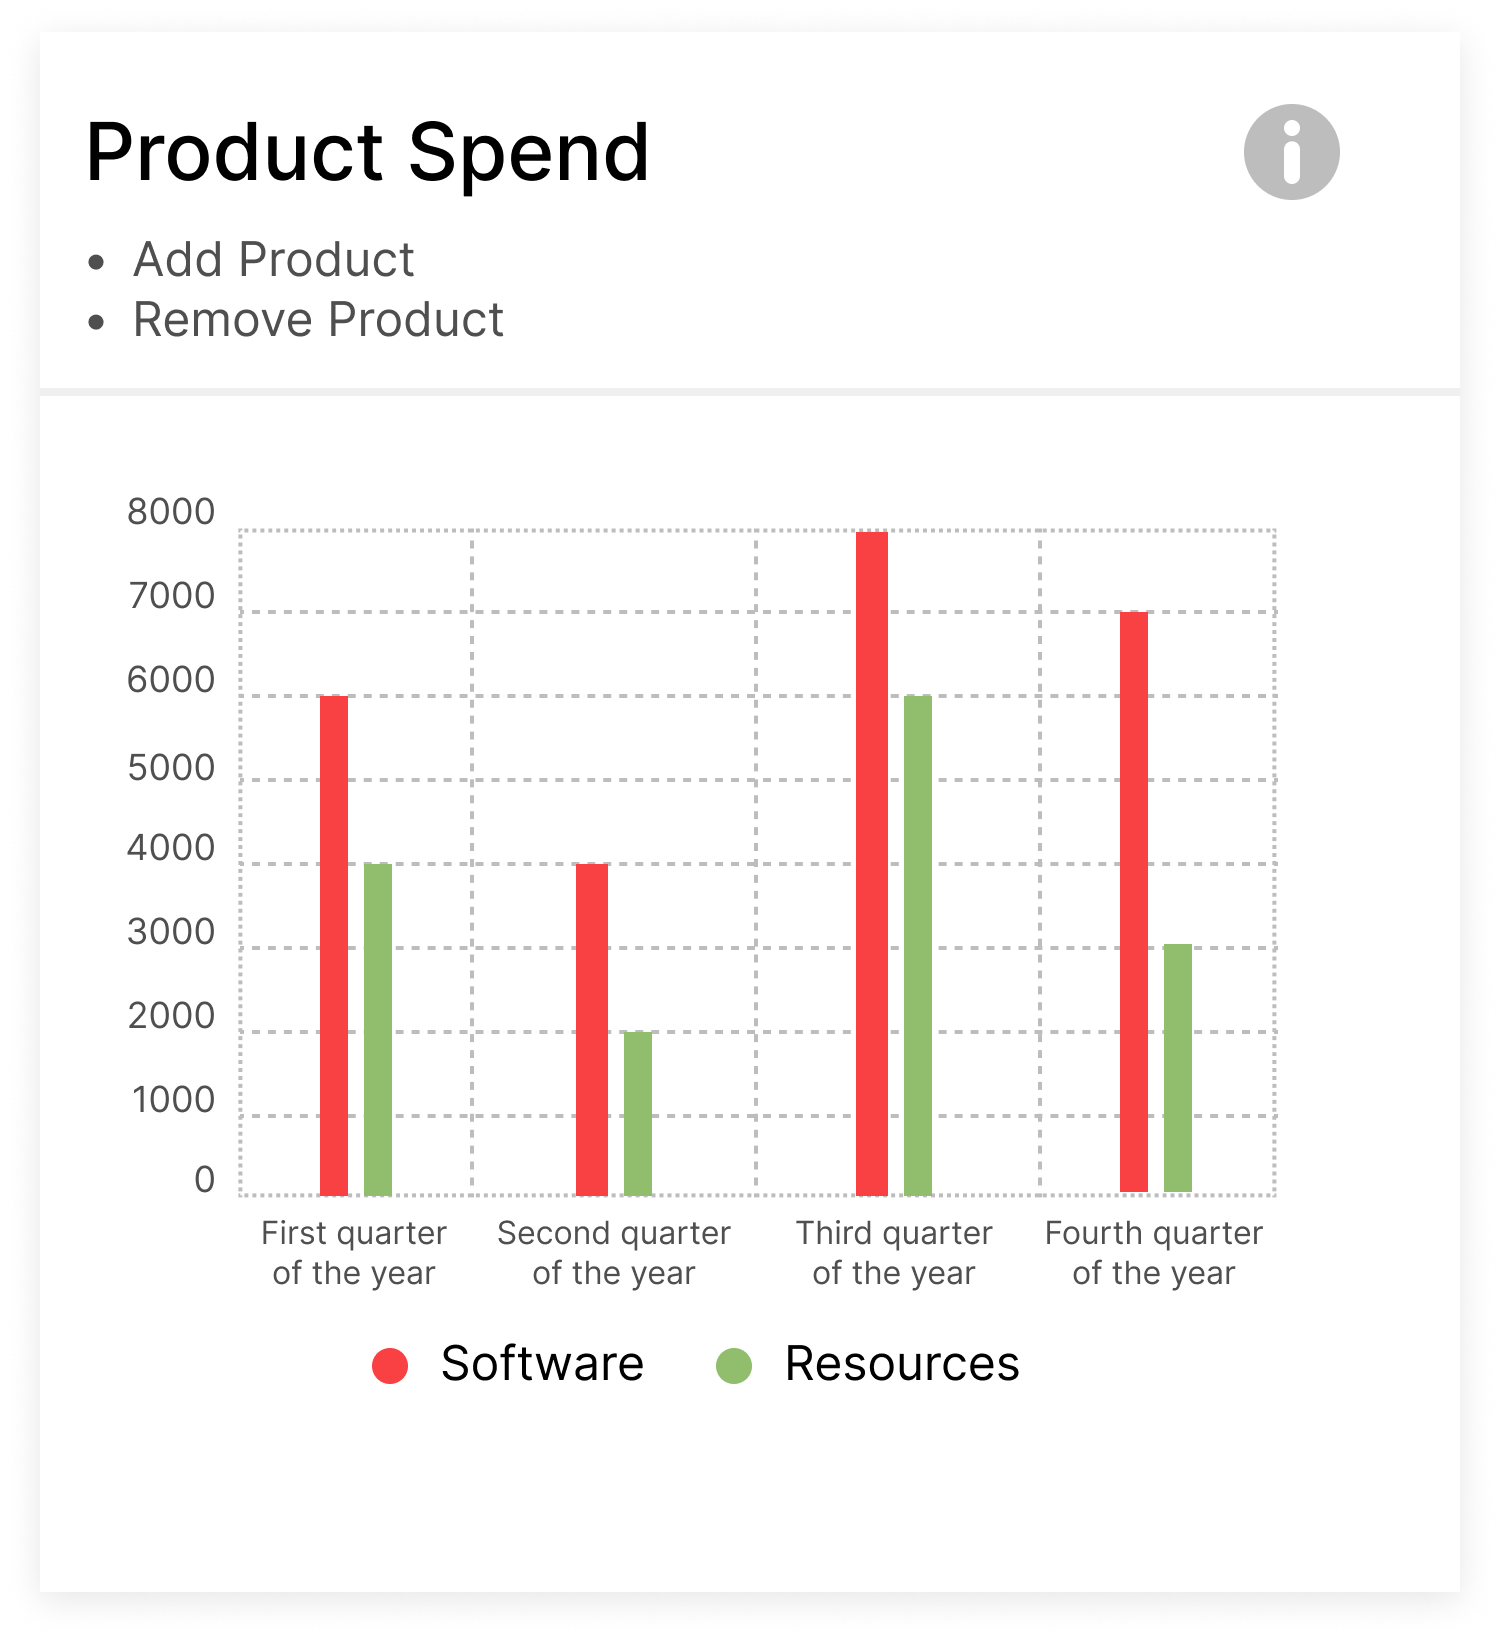 Product Spend
• Add Product
• Remove Product
8000
7000
6000
5000
4000
3000
2000
1000
0
First quarter
of the year
Second quarter
of the year
Third quarter
of the year
Fourth quarter
of the year
Software
Resources